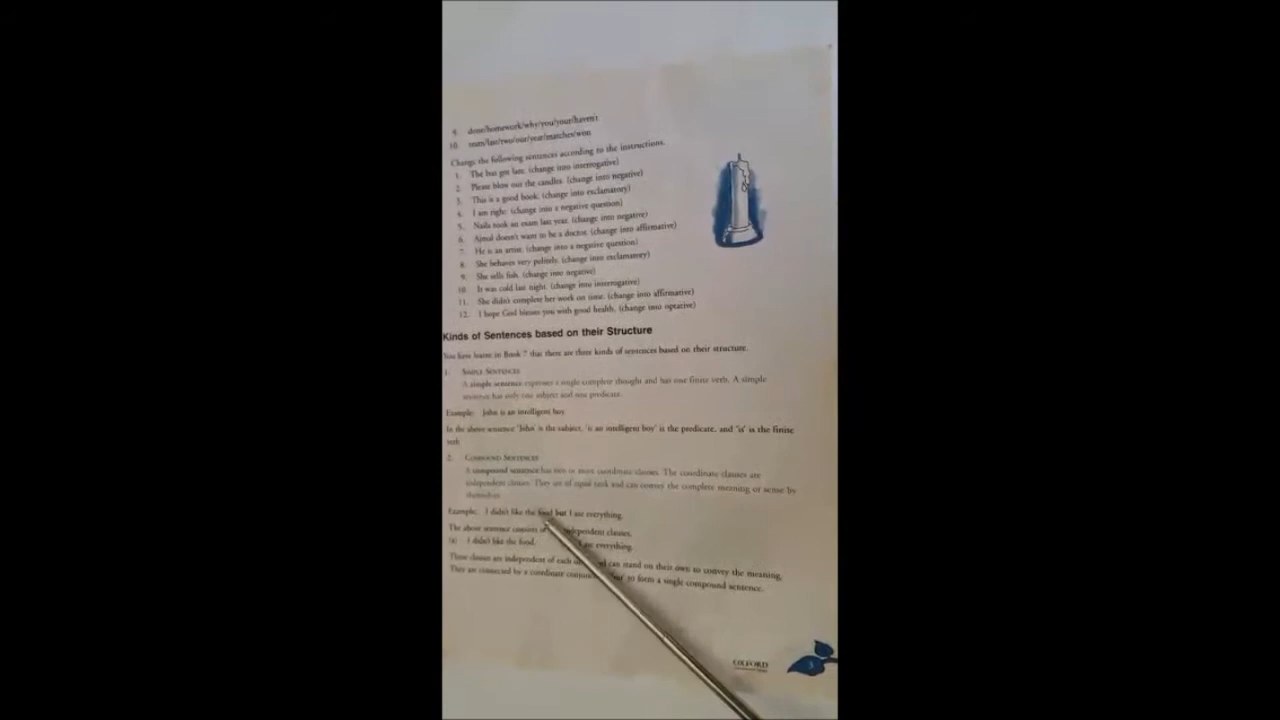 9. done/homework/why/you/your/haven't
10. team/last/two/our/year/matches/won
Change the following sentences according to the instructions.
1. The bus got late. (change into interrogative)
2. Please blow out the candles. (change into negative)
3. This is a good book. (change into exclamatory)
4. I am right. (change into a negative question)
5. Naila took an exam last year. (change into negative)
6. Ajmal doesn't want to be a doctor. (change into affirmative)
7. He is an artist. (change into a negative question)
8. She behaves very politely. (change into exclamatory)
9. She sells fish. (change into negative)
10. It was cold last night. (change into interrogative)
11. She didn't complete her work on time. (change into affirmative)
12. I hope God blesses you with good health. (change into optative)
Kinds of Sentences based on their Structure
You have learnt in Book 7 that there are three kinds of sentences based on their structure.
1. SIMPLE SENTENCES
A simple sentence expresses a single complete thought and has one finite verb. A simple
sentence has only one subject and one predicate.
Example: John is an intelligent boy.
In the above sentence 'John' is the subject, 'is an intelligent boy' is the predicate, and 'is' is the finite
verb.
2. COMPOUND SENTENCES
A compound sentence has two or more coordinate clauses. The coordinate clauses are
independent clauses. They are of equal rank and can convey the complete meaning or sense by
themselves.
Example: I didn't like the food but I ate everything.
The above sentence consists of independent clauses.
(a) I didn't like the food. ate everything.
These clauses are independent of each can stand on their own to convey the meaning.
They are connected by a coordinate to form a single compound sentence.
OXFORD
3